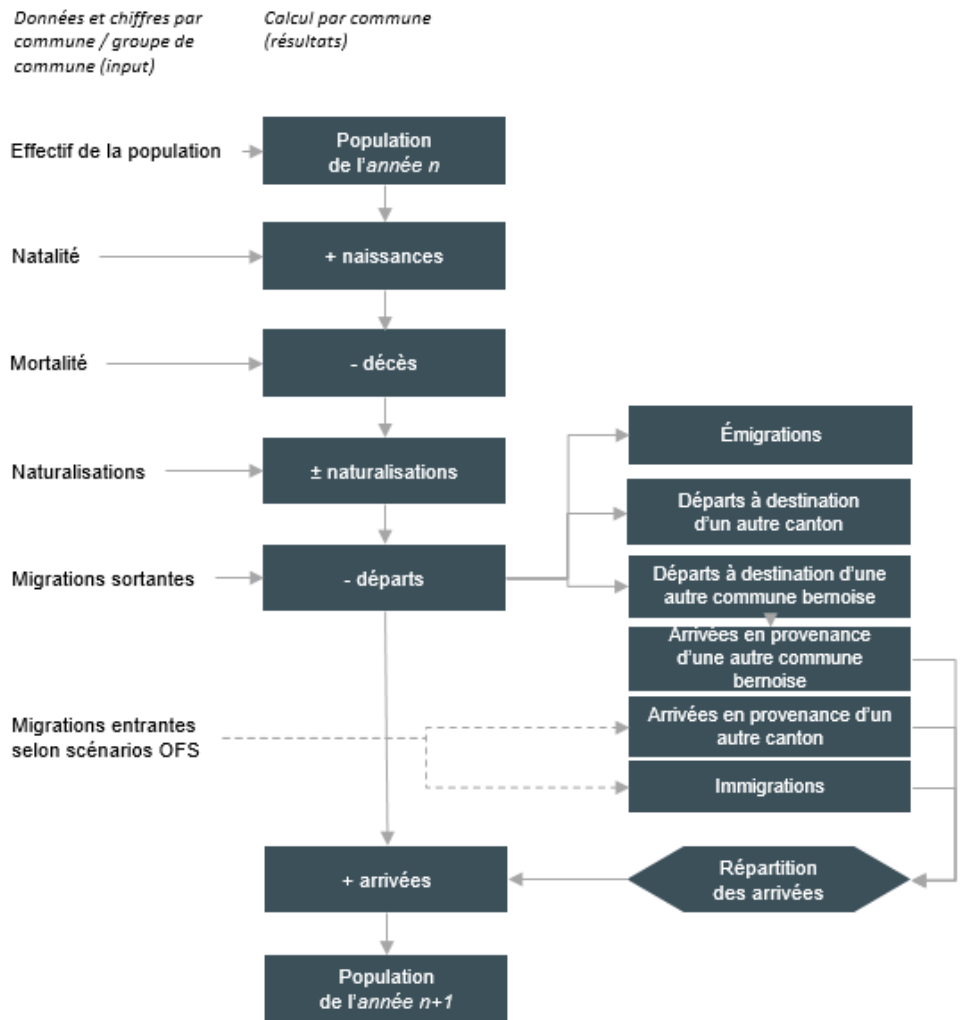 Données et chiffres par
commune / groupe de
commune (input)
Calcul par commune
(résultats)
Effectif de la population
Population
de l'année n
Natalité
+ naissances
Mortalité
- décès
Naturalisations
± naturalisations
Migrations sortantes
- départs
Émigrations
Départs à destination
d'un autre canton
Départs à destination d'une
autre commune bernoise
Arrivées en provenance
d'une autre commune
bernoise
Migrations entrantes
selon scénarios OFS
Arrivées en provenance d'un
autre canton
Immigrations
+ arrivées
Répartition
des arrivées
Population
de l'année n+1